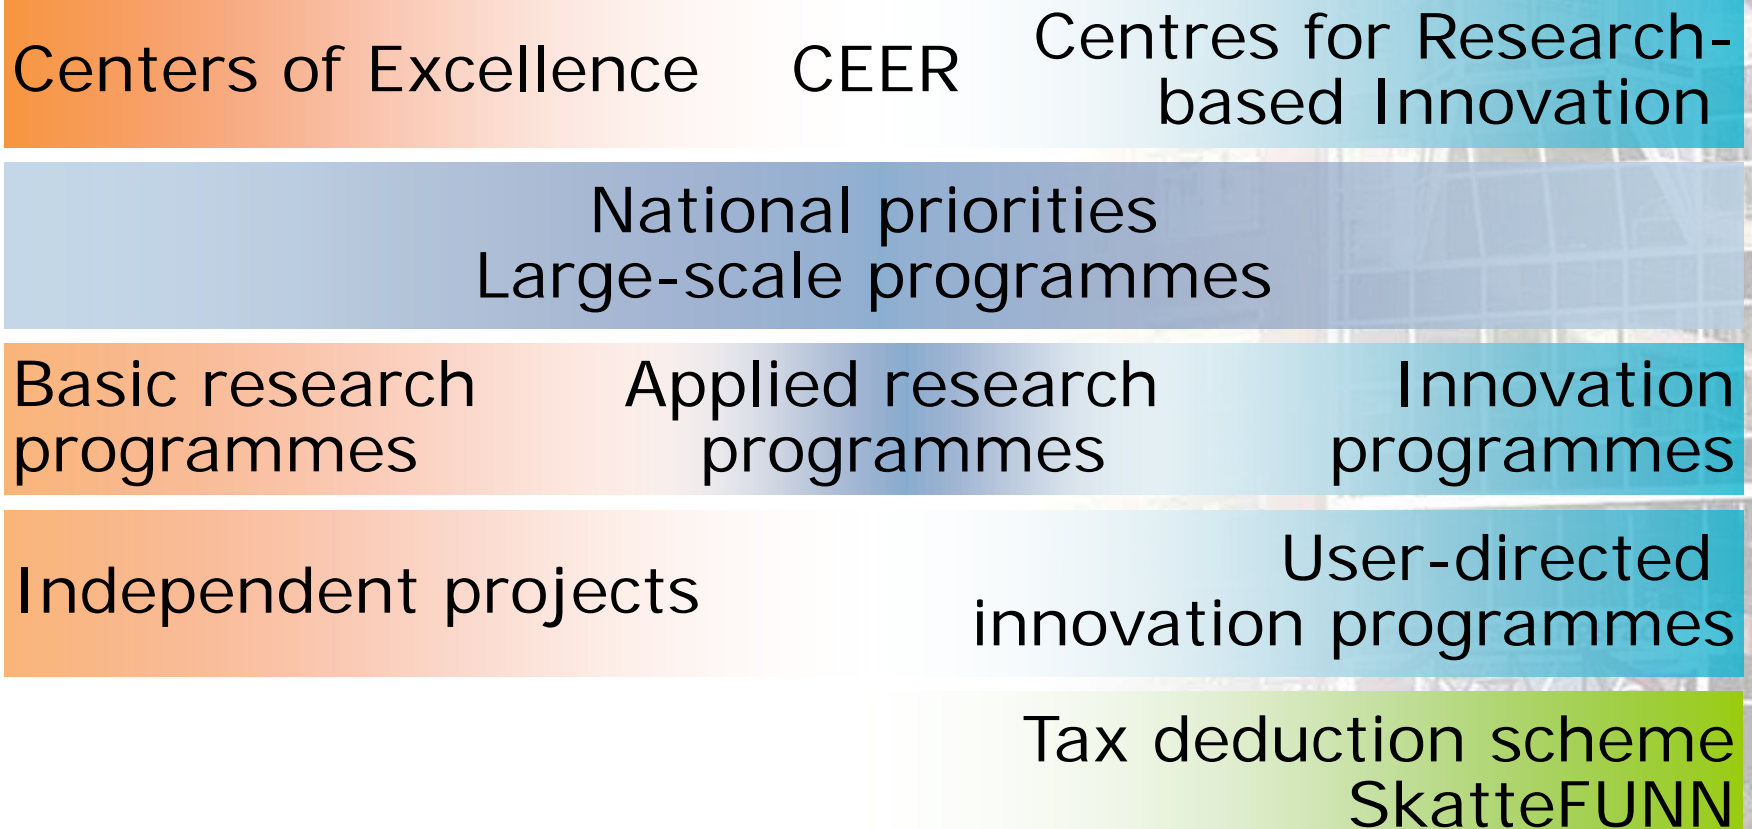 Centers of Excellence
CEER
Centres for Research-
based Innovation
National priorities
Large-scale programmes
Basic research
programmes
Applied research
programmes
Innovation
programmes
Independent projects
User-directed
innovation programmes
Tax deduction scheme
SkatteFUNN